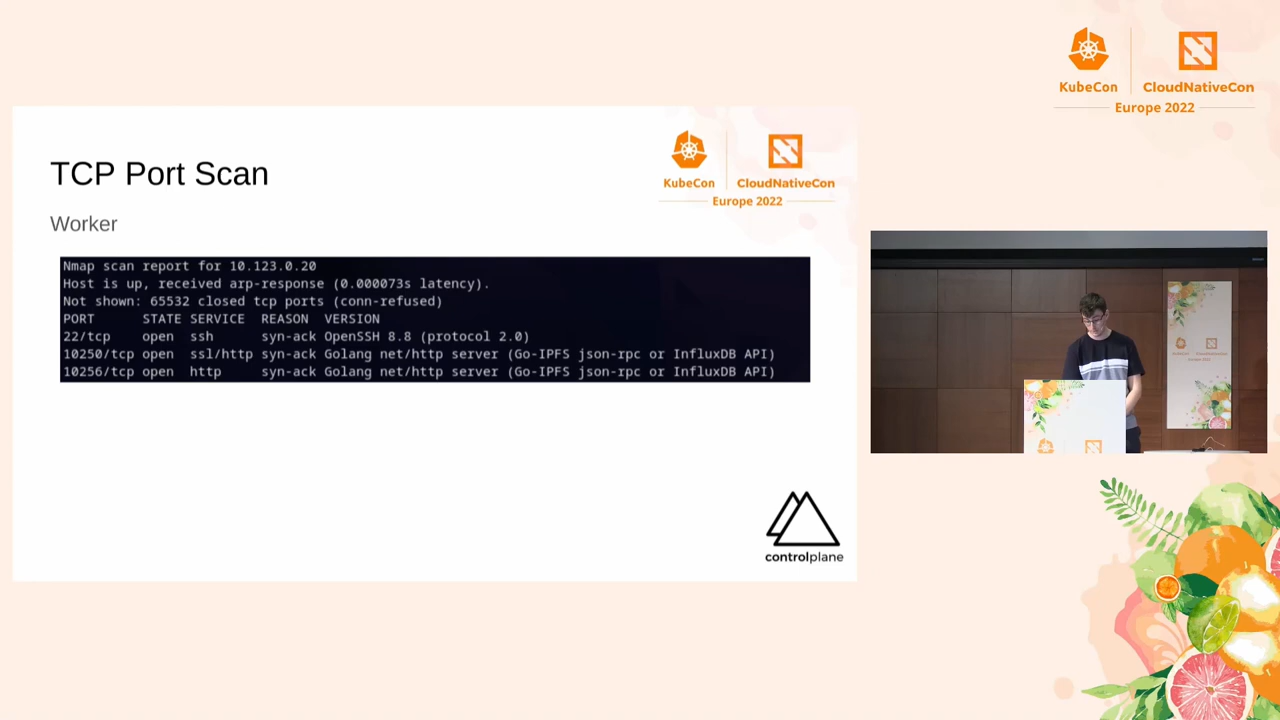 KubeCon
CloudNativeCon
Europe 2022
TCP Port Scan
KubeCon
CloudNativeCon
Europe 2022
Worker
Nmap scan report for 10.123.0.20
Host is up, received arp-response (0.000073s latency).
Not shown: 65532 closed tcp ports (conn-refused)
PORT STATE SERVICE REASON VERSION
22/tcp open ssh syn-ack OpenSSH 8.8 (protocol 2.0)
10250/tcp open ssl/http syn-ack Golang net/http server (Go-IPFS json-rpc or InfluxDB API)
10256/tcp open http syn-ack Golang net/http server (Go-IPFS json-rpc or InfluxDB API)
controlplane